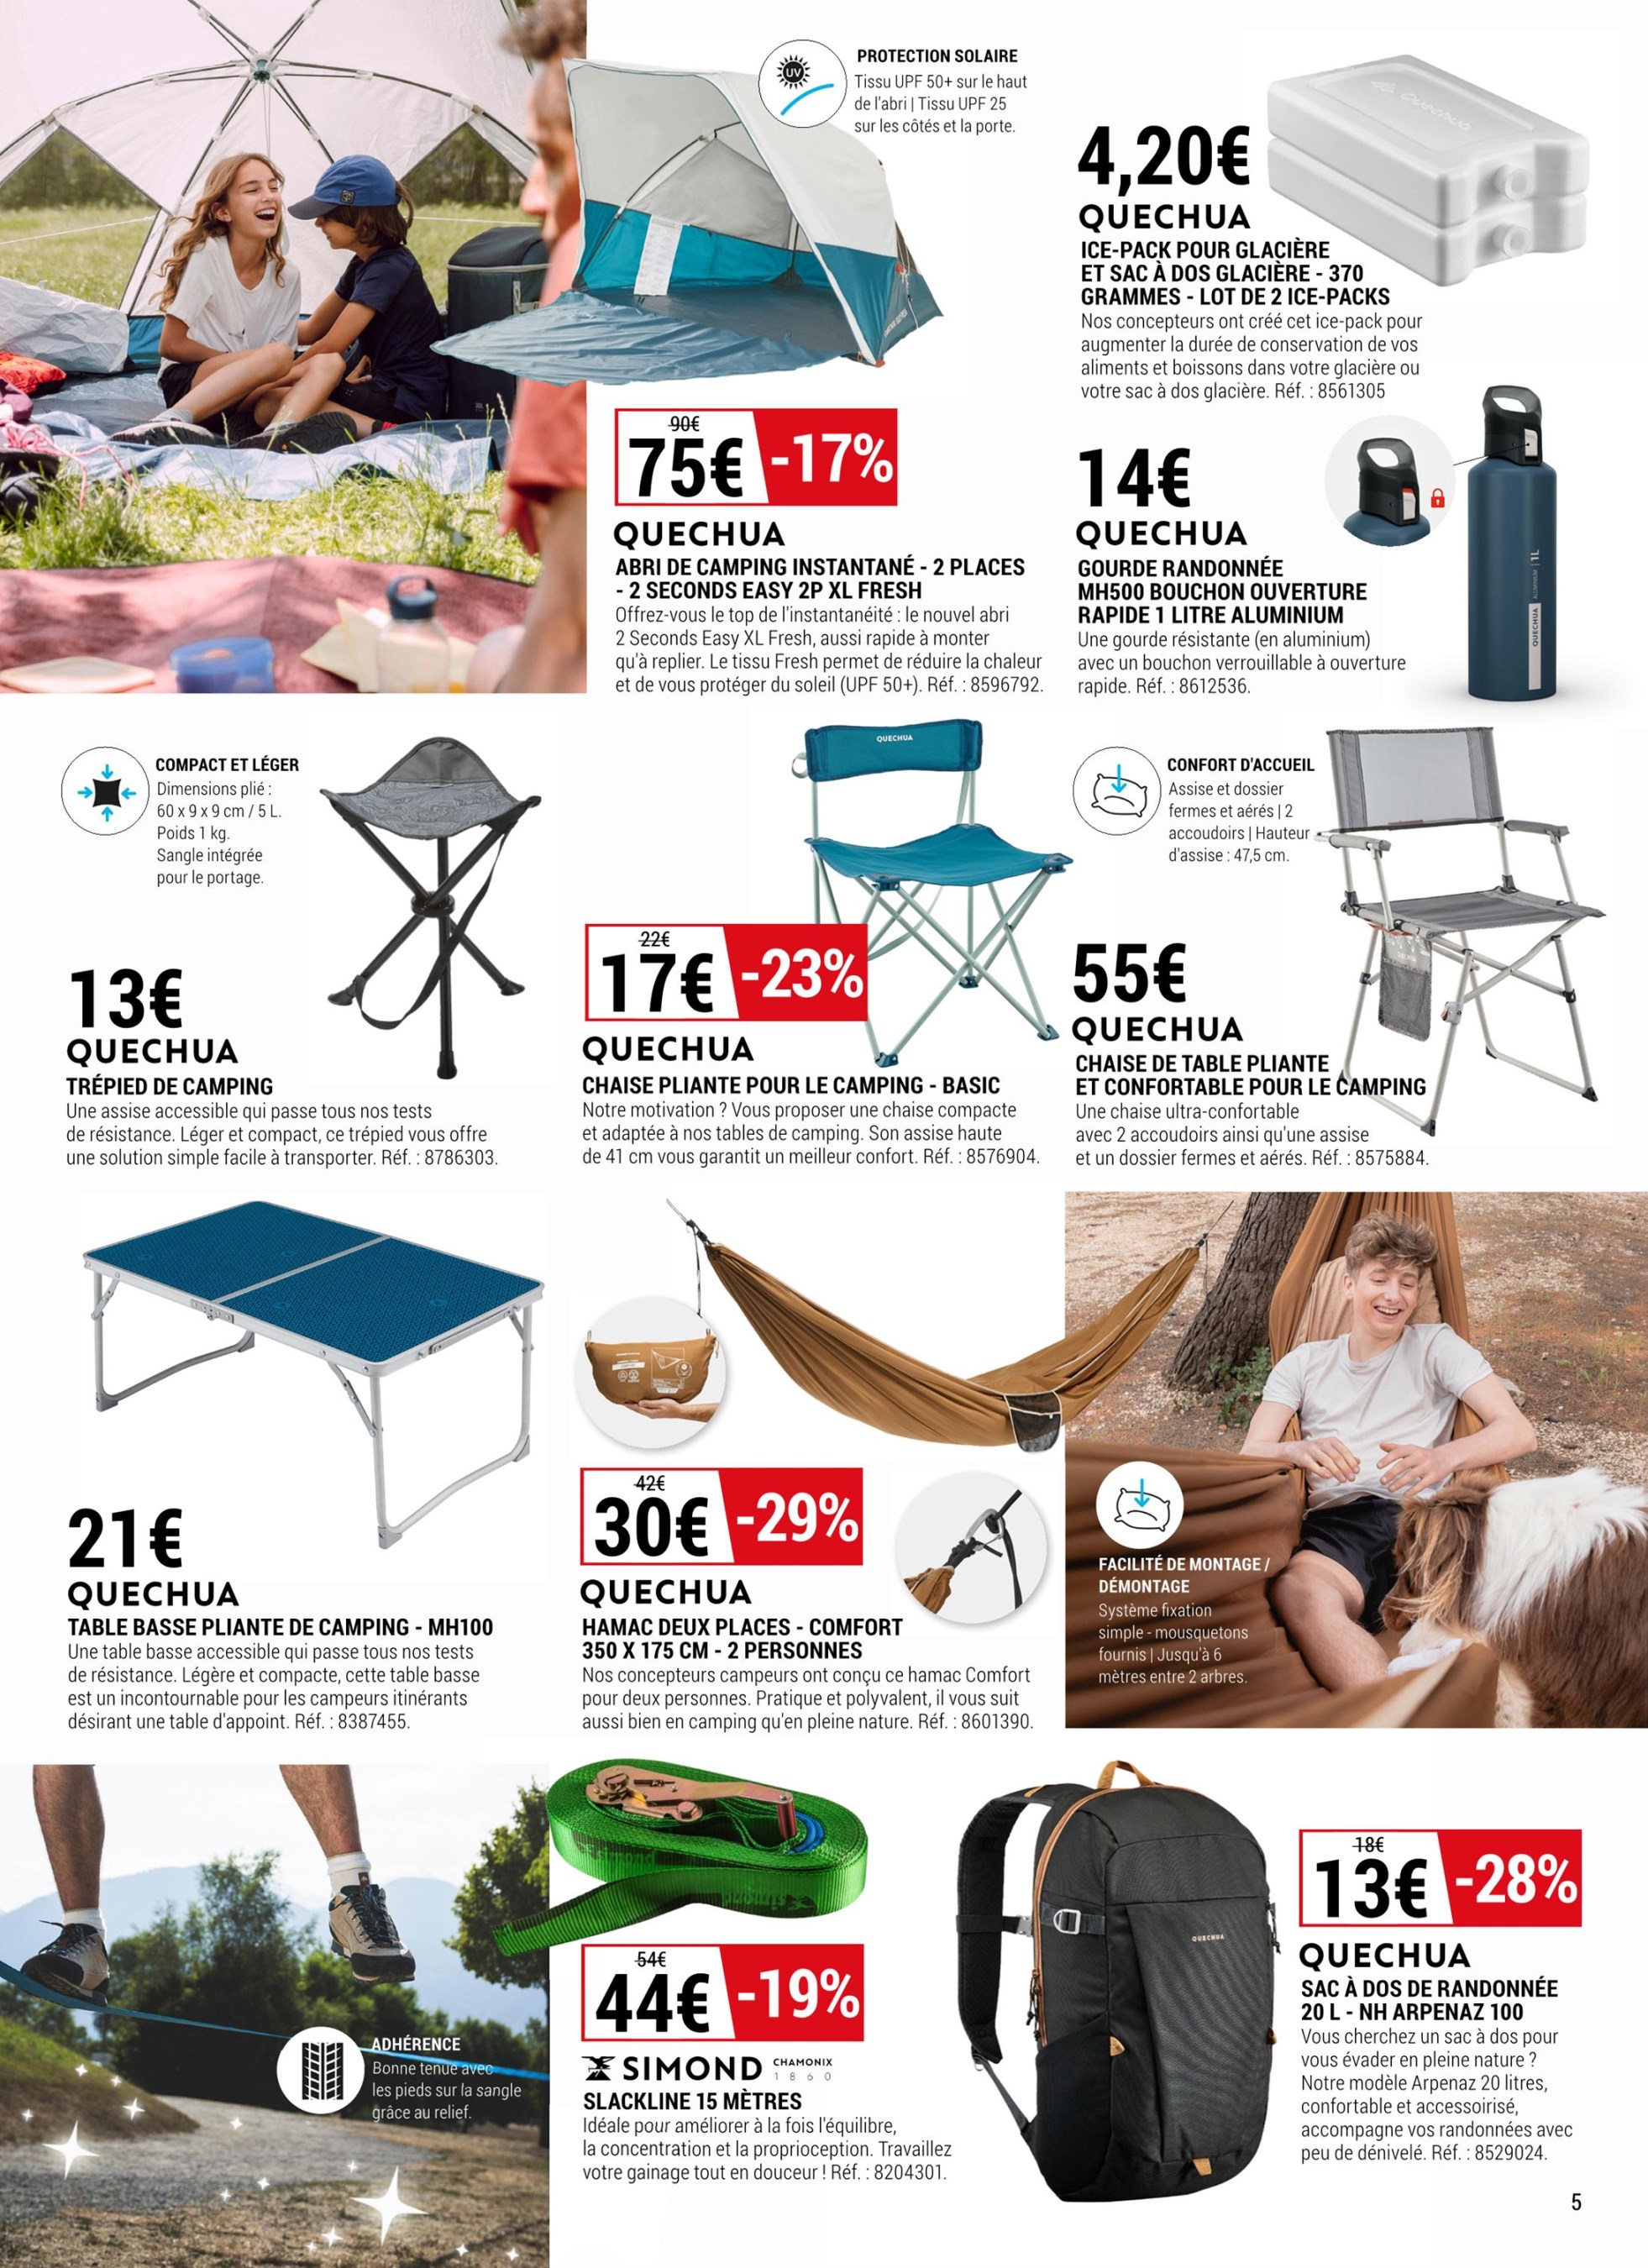 PROTECTION SOLAIRE
Tissu UPF 50+ sur le haut
de l'abri | Tissu UPF 25
sur les côtés et la porte.
UV
90€
75€ -17%
QUECHUA
ABRI DE CAMPING INSTANTANÉ - 2 PLACES
- 2 SECONDS EASY 2P XL FRESH
Offrez-vous le top de l'instantanéité : le nouvel abri
2 Seconds Easy XL Fresh, aussi rapide à monter
qu'à replier. Le tissu Fresh permet de réduire la chaleur
et de vous protéger du soleil (UPF 50+). Réf. : 8596792.
4,20€
QUECHUA
ICE-PACK POUR GLACIÈRE
ET SAC À DOS GLACIÈRE - 370
GRAMMES - LOT DE 2 ICE-PACKS
Nos concepteurs ont créé cet ice-pack pour
augmenter la durée de conservation de vos
aliments et boissons dans votre glacière ou
votre sac à dos glacière. Réf. : 8561305
Quechua
14€
QUECHUA
GOURDE RANDONNÉE
MH500 BOUCHON OUVERTURE
RAPIDE 1 LITRE ALUMINIUM
Une gourde résistante (en aluminium)
avec un bouchon verrouillable à ouverture
rapide. Réf. : 8612536.
QUECHUA ALUMINIUM | 1L
COMPACT ET LÉGER
Dimensions plié :
60 x 9 x 9 cm / 5 L.
Poids 1 kg.
Sangle intégrée
pour le portage.
13€
QUECHUA
TRÉPIED DE CAMPING
Une assise accessible qui passe tous nos tests
de résistance. Léger et compact, ce trépied vous offre
une solution simple facile à transporter. Réf. : 8786303.
QUECHUA
22€
17€ -23%
QUECHUA
CHAISE PLIANTE POUR LE CAMPING - BASIC
Notre motivation ? Vous proposer une chaise compacte
et adaptée à nos tables de camping. Son assise haute
de 41 cm vous garantit un meilleur confort. Réf. : 8576904.
CONFORT D'ACCUEIL
Assise et dossier
fermes et aérés | 2
accoudoirs | Hauteur
d'assise : 47,5 cm.
55€
QUECHUA
CHAISE DE TABLE PLIANTE
ET CONFORTABLE POUR LE CAMPING
Une chaise ultra-confortable
avec 2 accoudoirs ainsi qu'une assise
et un dossier fermes et aérés. Réf. : 8575884.
21€
QUECHUA
TABLE BASSE PLIANTE DE CAMPING - MH100
Une table basse accessible qui passe tous nos tests
de résistance. Légère et compacte, cette table basse
est un incontournable pour les campeurs itinérants
désirant une table d'appoint. Réf. : 8387455.
42€
30€ -29%
QUECHUA
HAMAC DEUX PLACES - COMFORT
350 X 175 CM - 2 PERSONNES
Nos concepteurs campeurs ont conçu ce hamac Comfort
pour deux personnes. Pratique et polyvalent, il vous suit
aussi bien en camping qu'en pleine nature. Réf. : 8601390.
FACILITÉ DE MONTAGE /
DÉMONTAGE
Système fixation
simple - mousquetons
fournis | Jusqu'à 6
mètres entre 2 arbres.
ADHÉRENCE
Bonne tenue avec
les pieds sur la sangle
grâce au relief.
54€
44€ -19%
SIMOND CHAMONIX
1860
SLACKLINE 15 MÈTRES
Idéale pour améliorer à la fois l'équilibre,
la concentration et la proprioception. Travaillez
votre gainage tout en douceur ! Réf. : 8204301.
QUECHUA
18€
13€ -28%
QUECHUA
SAC À DOS DE RANDONNÉE
20 L - NH ARPENAZ 100
Vous cherchez un sac à dos pour
vous évader en pleine nature ?
Notre modèle Arpenaz 20 litres,
confortable et accessoirisé,
accompagne vos randonnées avec
peu de dénivelé. Réf. : 8529024.
5